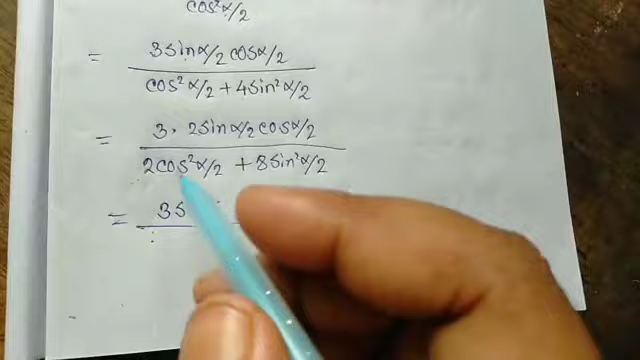 cos²α/2
= 3sinα/2 cosα/2
cos²α/2 + 4sin²α/2
= 3 · 2sinα/2 cosα/2
2cos²α/2 + 8sin²α/2
= 3s